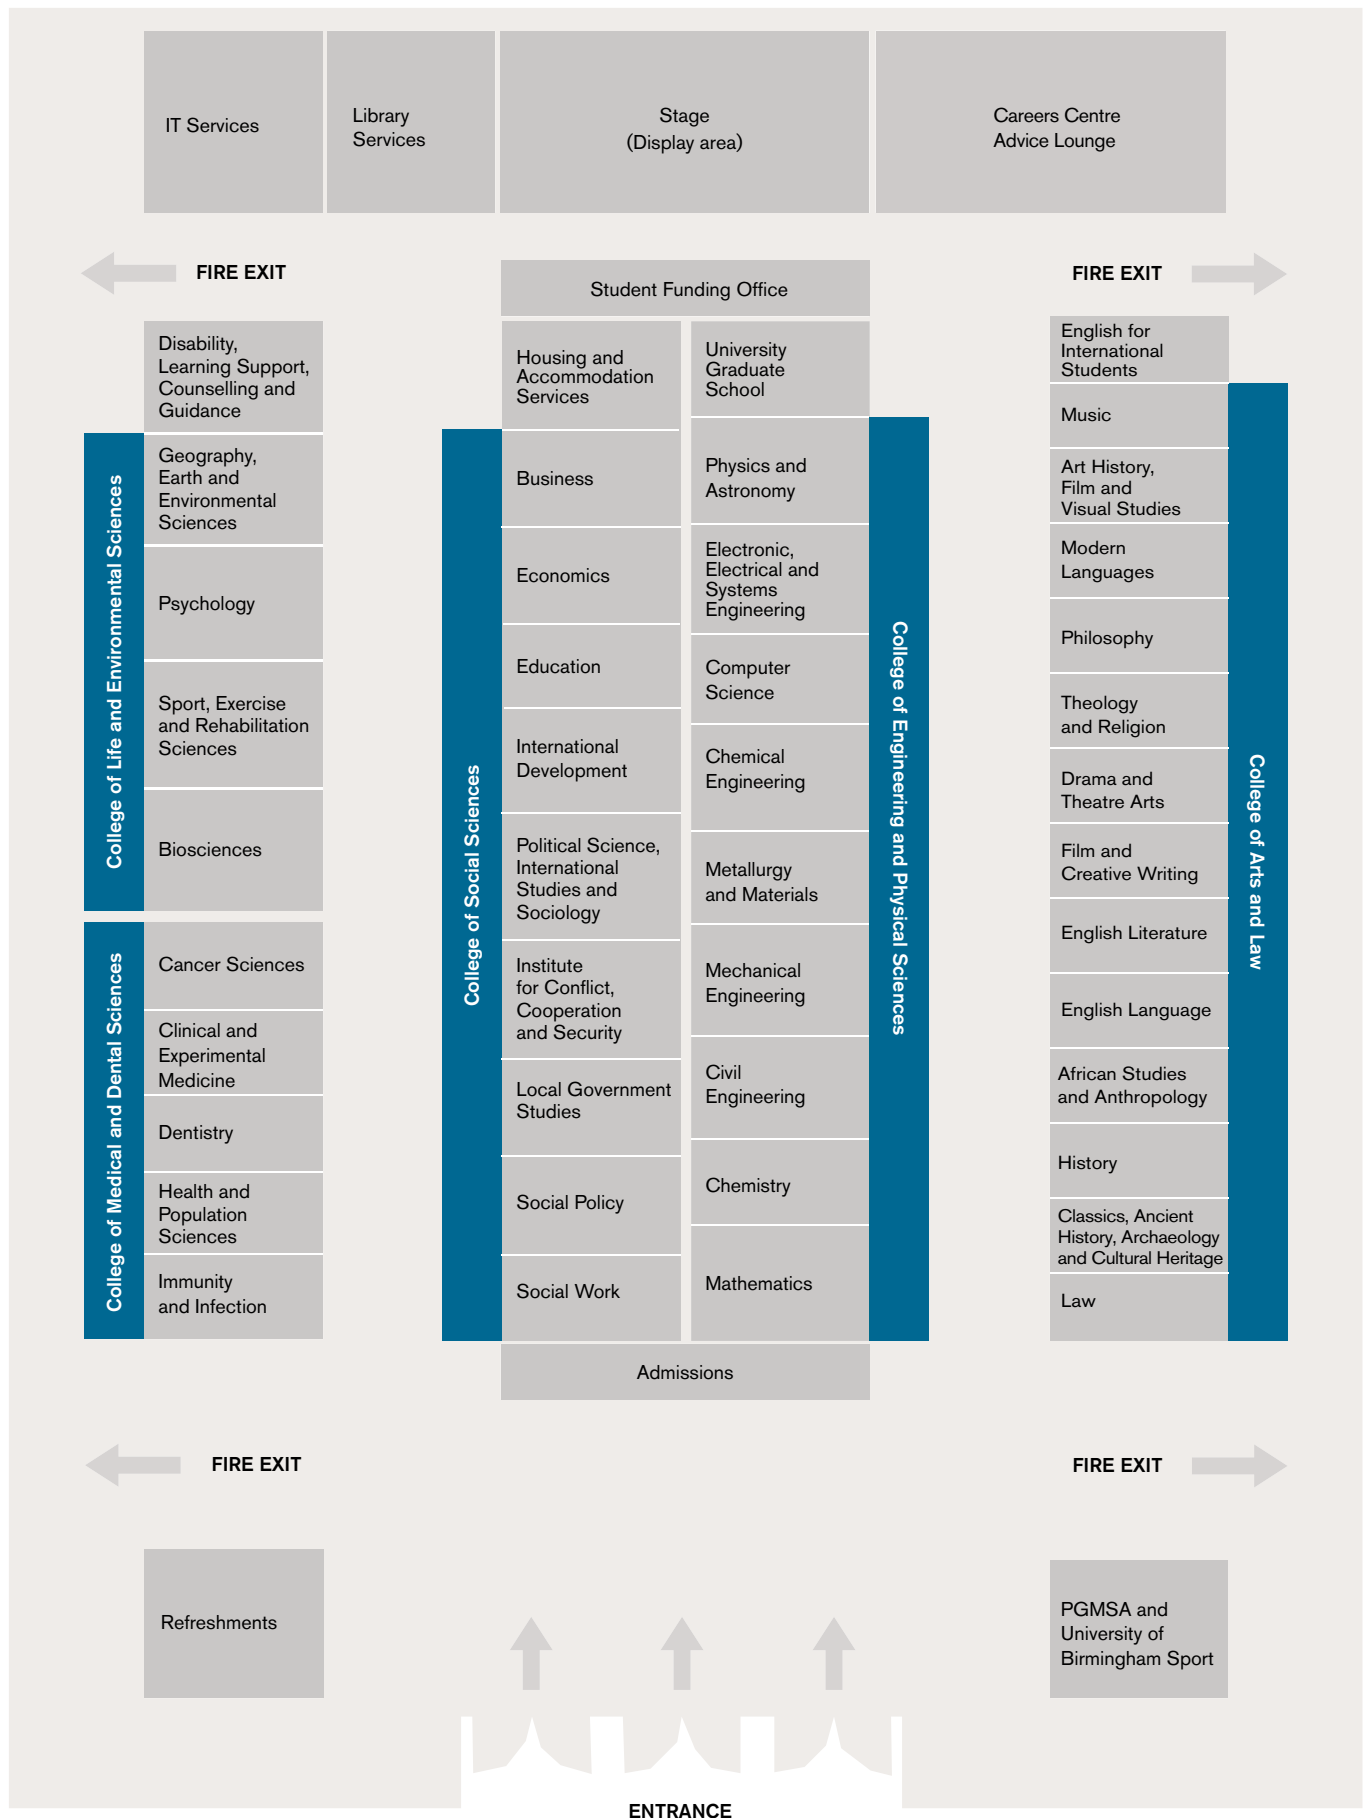 IT Services
Library
Services
Stage
(Display area)
Careers Centre
Advice Lounge
FIRE EXIT
FIRE EXIT
Student Funding Office
Disability,
Learning Support,
Counselling and
Guidance
College of Life and Environmental Sciences
Geography,
Earth and
Environmental
Sciences
Psychology
Sport, Exercise
and Rehabilitation
Sciences
Biosciences
College of Medical and Dental Sciences
Cancer Sciences
Clinical and
Experimental
Medicine
Dentistry
Health and
Population
Sciences
Immunity
and Infection
Housing and
Accommodation
Services
College of Social Sciences
Business
Economics
Education
International
Development
Political Science,
International
Studies and
Sociology
Institute
for Conflict,
Cooperation
and Security
Local Government
Studies
Social Policy
Social Work
University
Graduate
School
Physics and
Astronomy
Electronic,
Electrical and
Systems
Engineering
Computer
Science
Chemical
Engineering
Metallurgy
and Materials
Mechanical
Engineering
Civil
Engineering
Chemistry
Mathematics
College of Engineering and Physical Sciences
Admissions
English for
International
Students
Music
Art History,
Film and
Visual Studies
Modern
Languages
Philosophy
Theology
and Religion
Drama and
Theatre Arts
Film and
Creative Writing
English Literature
English Language
African Studies
and Anthropology
History
Classics, Ancient
History, Archaeology
and Cultural Heritage
Law
College of Arts and Law
FIRE EXIT
FIRE EXIT
Refreshments
PGMSA and
University of
Birmingham Sport
ENTRANCE